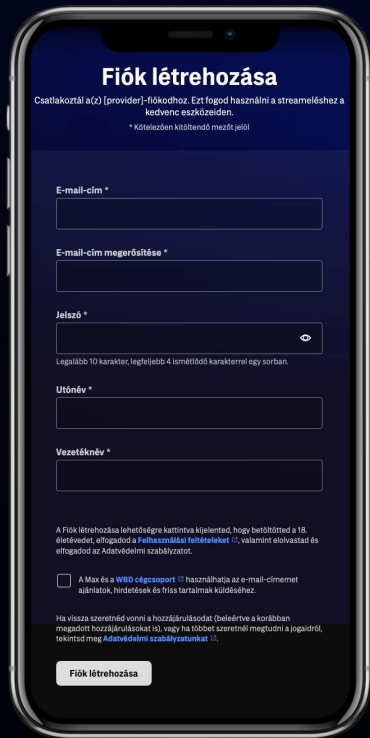 Fiók létrehozása
Csatlakoztál a(z) [provider]-fiókodhoz. Ezt fogod használni a streameléshez a
kedvenc eszközeiden.
* Kötelezően kitöltendő mezőt jelöl
E-mail-cím *
E-mail-cím megerősítése *
Jelszó *
Legalább 10 karakter, legfeljebb 4 ismétlődő karakterrel egy sorban.
Utónév *
Vezetéknév *
A Fiók létrehozása lehetőségre kattintva kijelented, hogy betöltötted a 18.
életévedet, elfogadod a Felhasználási feltételeket, valamint elolvastad és
elfogadod az Adatvédelmi szabályzatot.
A Max és a WBD cégcsoport használhatja az e-mail-címemet
ajánlatok, hirdetések és friss tartalmak küldéséhez.
Ha vissza szeretnéd vonni a hozzájárulásodat (beleértve a korábban
megadott hozzájárulásokat is), vagy ha többet szeretnél megtudni a jogaidról,
tekintsd meg Adatvédelmi szabályzatunkat.
Fiók létrehozása